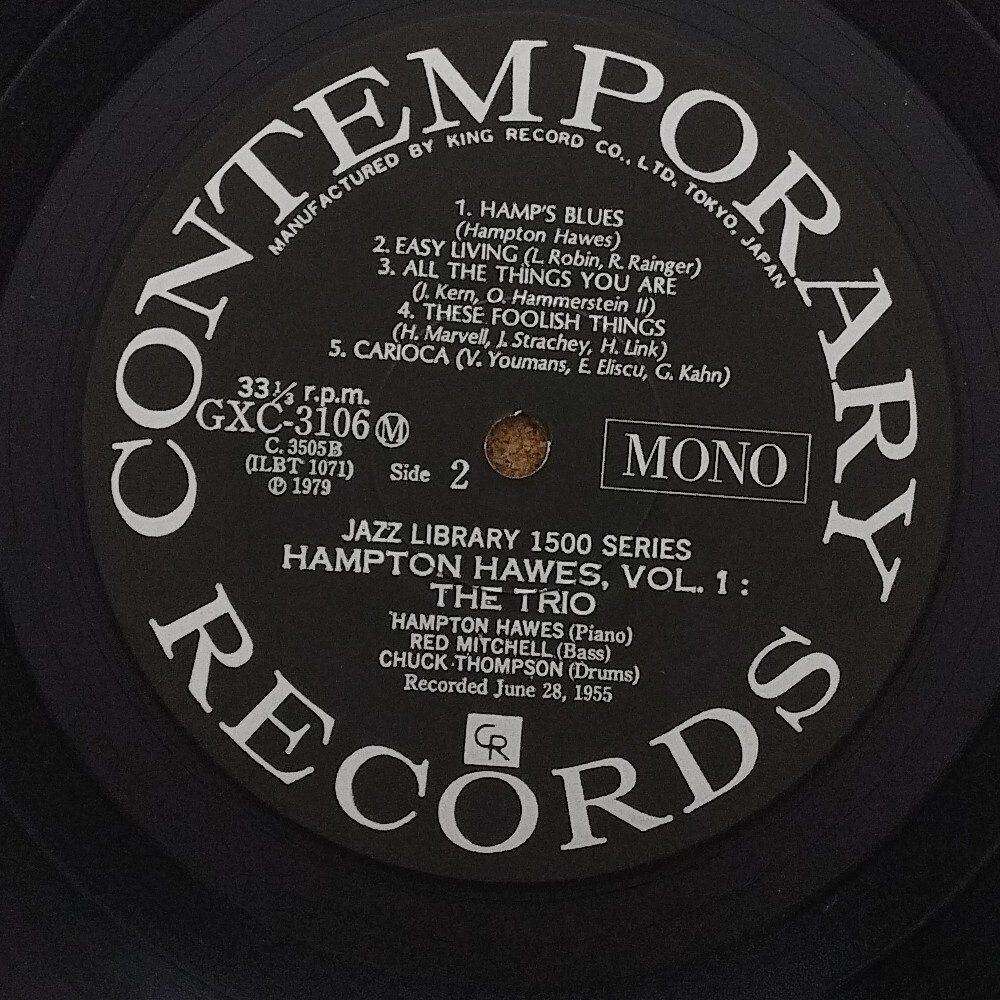 CONTEMPORARY
MANUFACTURED BY KING RECORD CO., LTD. TOKYO, JAPAN
1. HAMP'S BLUES
(Hampton Hawes)
2. EASY LIVING (L. Robin, R. Rainger)
3. ALL THE THINGS YOU ARE
(J. Kern, O. Hammerstein II)
4. THESE FOOLISH THINGS
(H. Marvell, J. Strachey, H. Link)
5. CARIOCA (V. Youmans, E. Eliscu, G. Kahn)
33⅓ r.p.m.
GXC-3106 Ⓜ
C. 3505B
(ILBT 1071)
℗ 1979
Side 2
MONO
JAZZ LIBRARY 1500 SERIES
HAMPTON HAWES, VOL. 1 :
THE TRIO
HAMPTON HAWES (Piano)
RED MITCHELL (Bass)
CHUCK THOMPSON (Drums)
Recorded June 28, 1955
CR
RECORDS